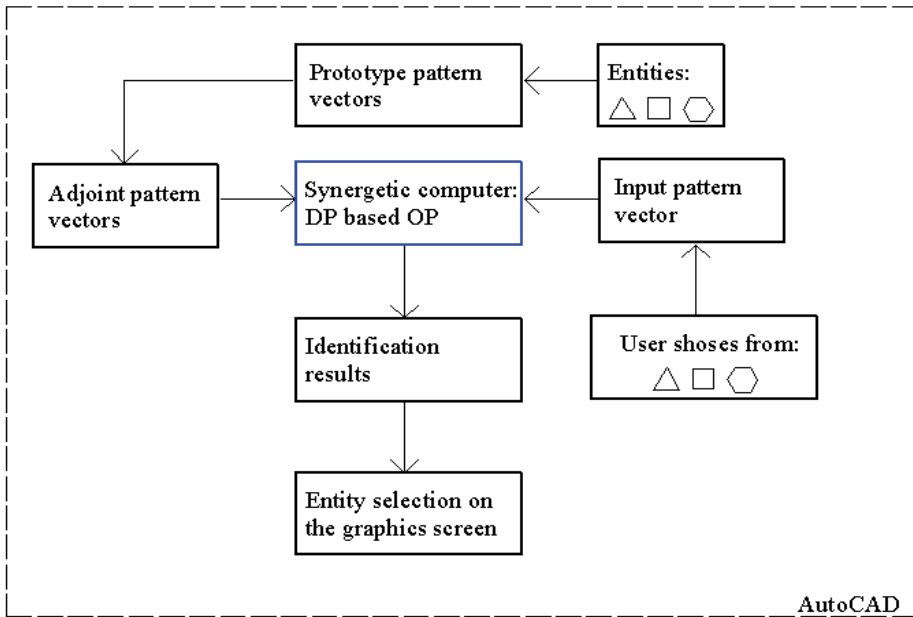 Prototype pattern
vectors
Entities:
Adjoint pattern
vectors
Synergetic computer:
DP based OP
Input pattern
vector
Identification
results
User shoses from:
Entity selection on
the graphics screen
AutoCAD